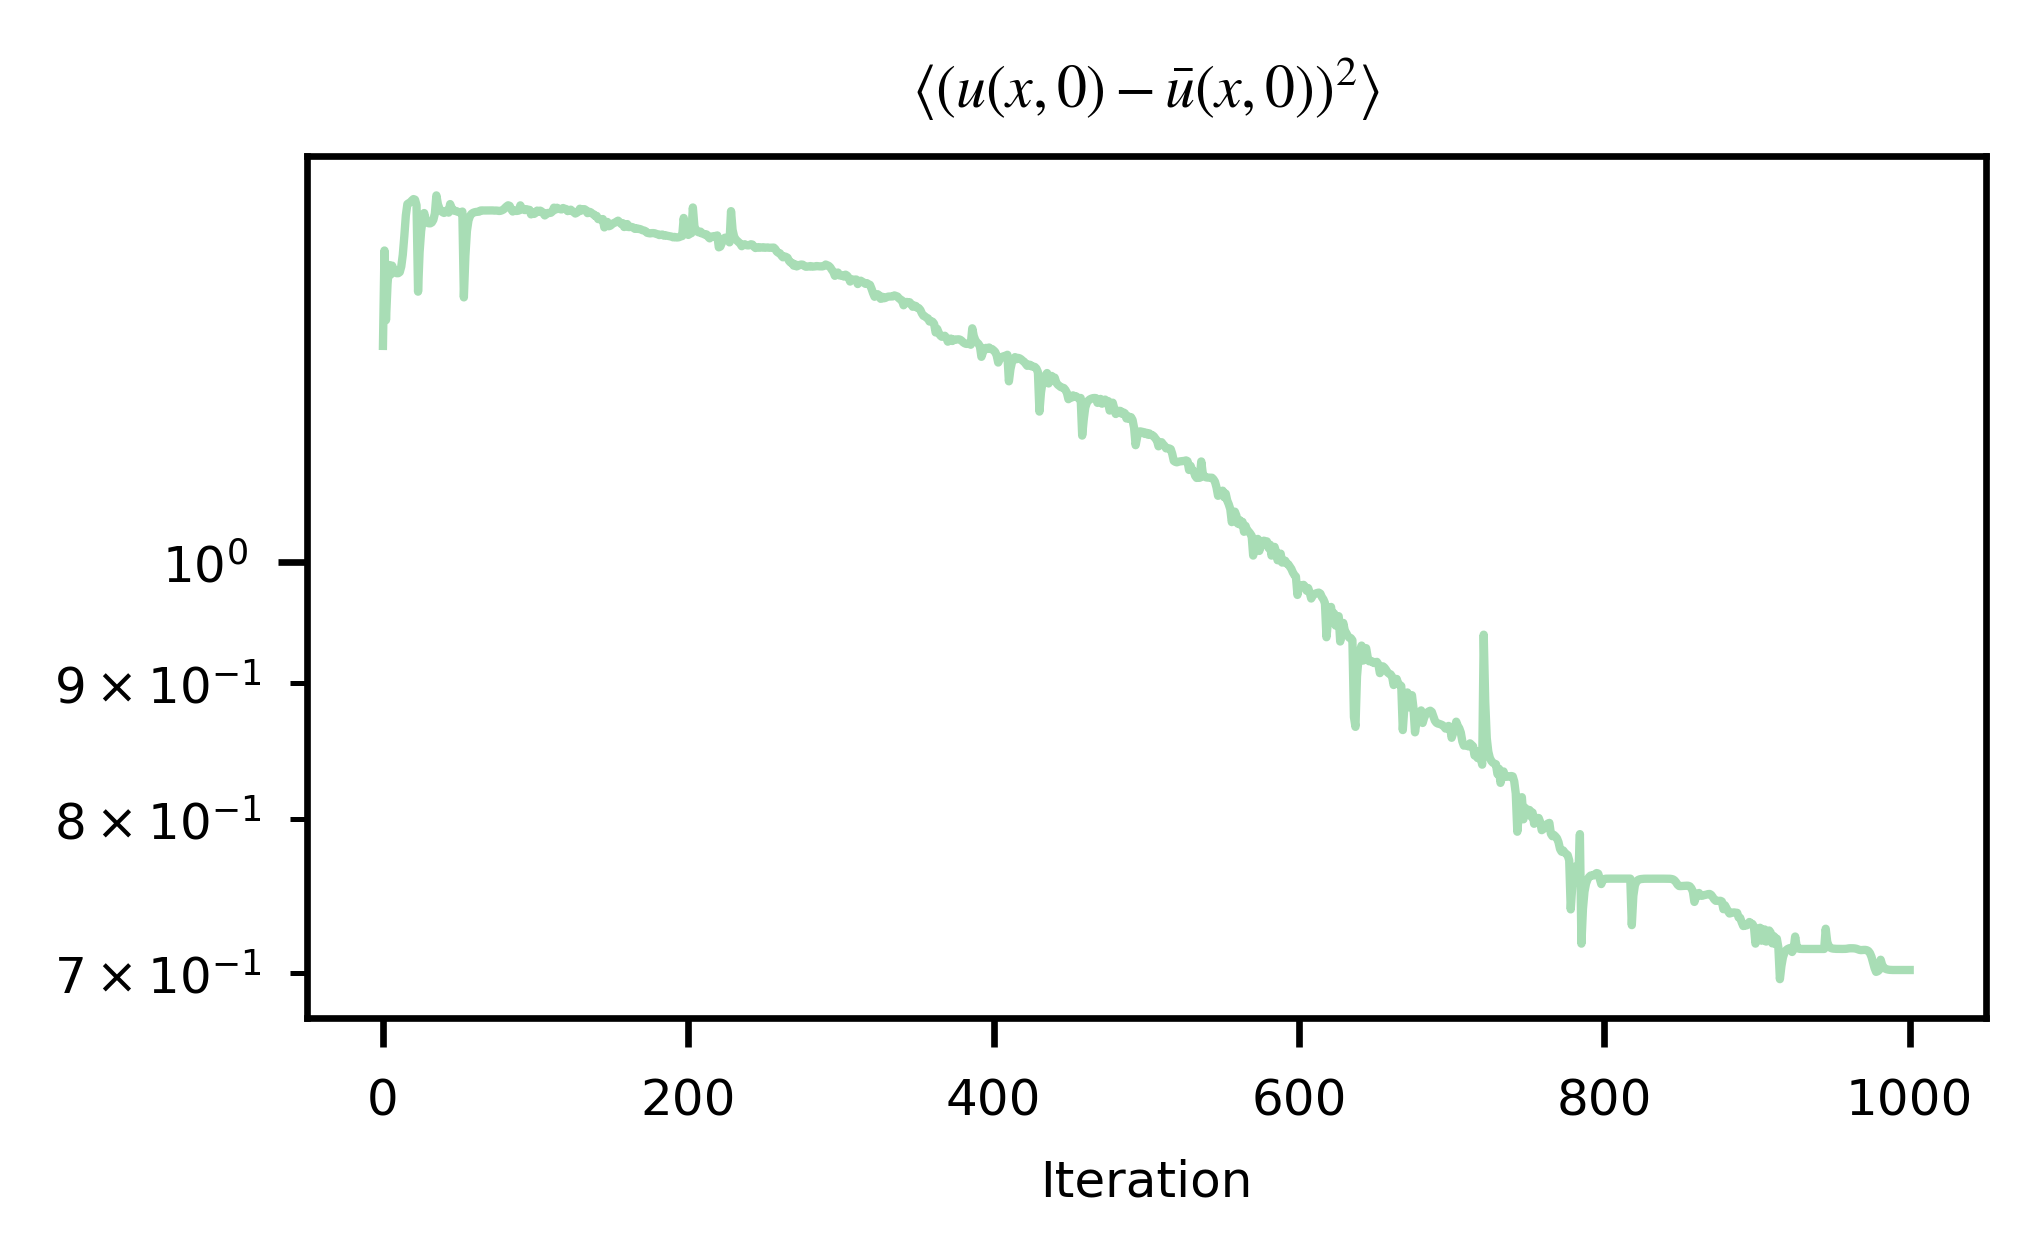 ⟨(u(x, 0) − ū(x, 0))²⟩
10⁰
9 × 10⁻¹
8 × 10⁻¹
7 × 10⁻¹
0 200 400 600 800 1000
Iteration